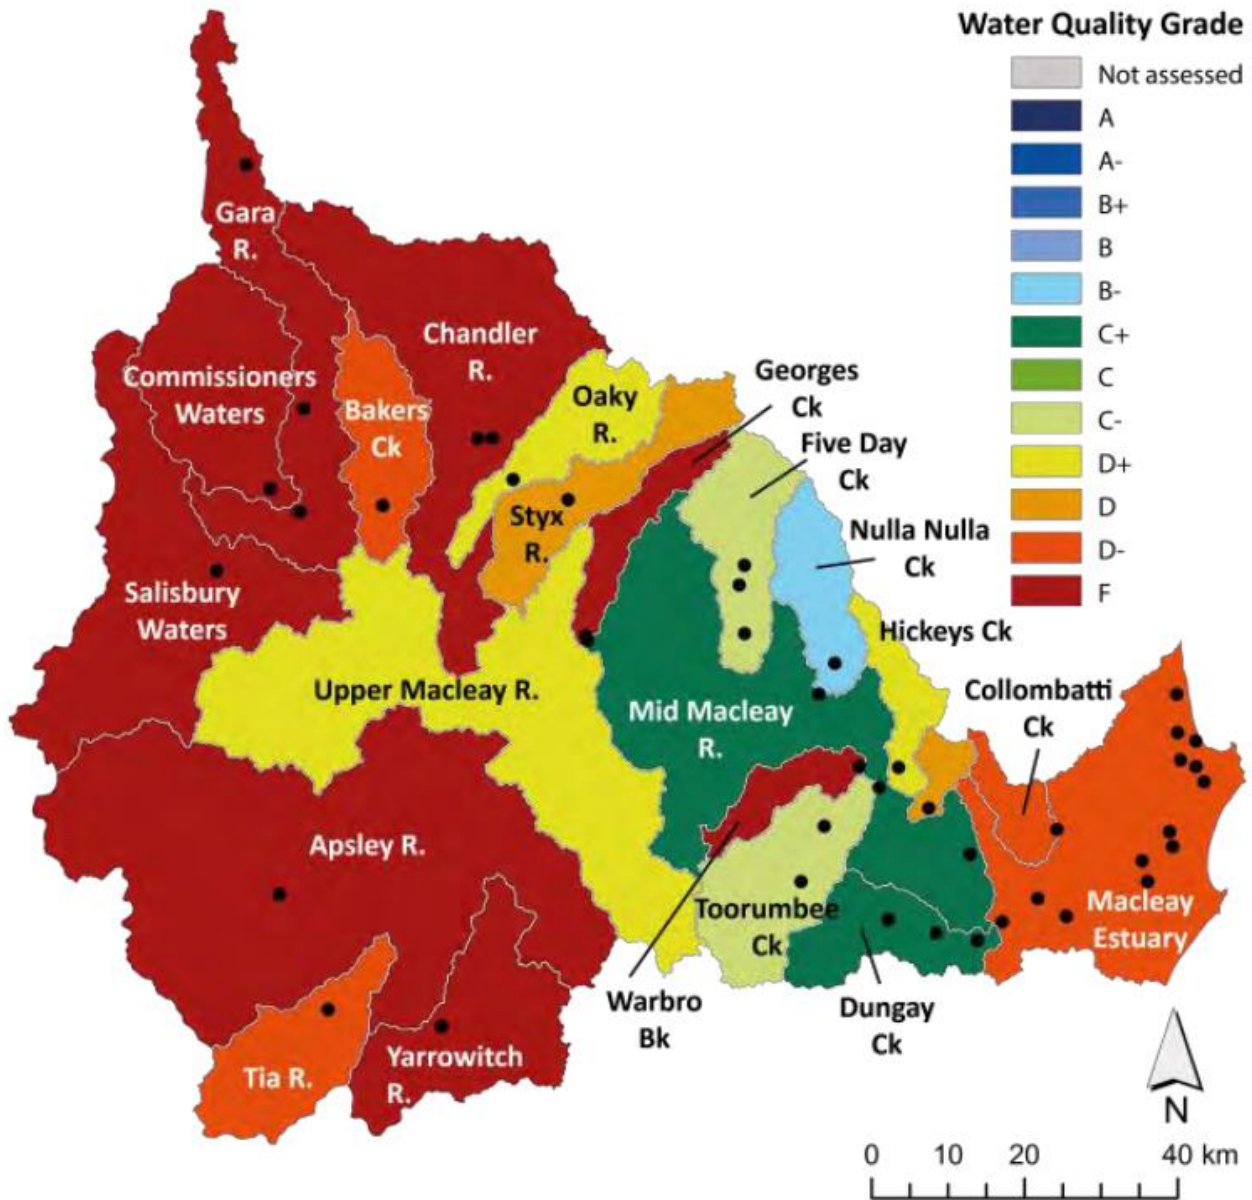 Water Quality Grade
Not assessed
A
A-
B+
B
B-
C+
C
C-
D+
D
D-
F
Gara
R.
Chandler
R.
Commissioners
Waters
Bakers
Ck
Oaky
R.
Georges
Ck
Five Day
Ck
Styx
R.
Nulla Nulla
Ck
Salisbury
Waters
Hickeys Ck
Upper Macleay R.
Mid Macleay
R.
Collombatti
Ck
Apsley R.
Toorumbee
Ck
Macleay
Estuary
Warbro
Bk
Dungay
Ck
Tia R.
Yarrowitch
R.
N
0 10 20 40 km